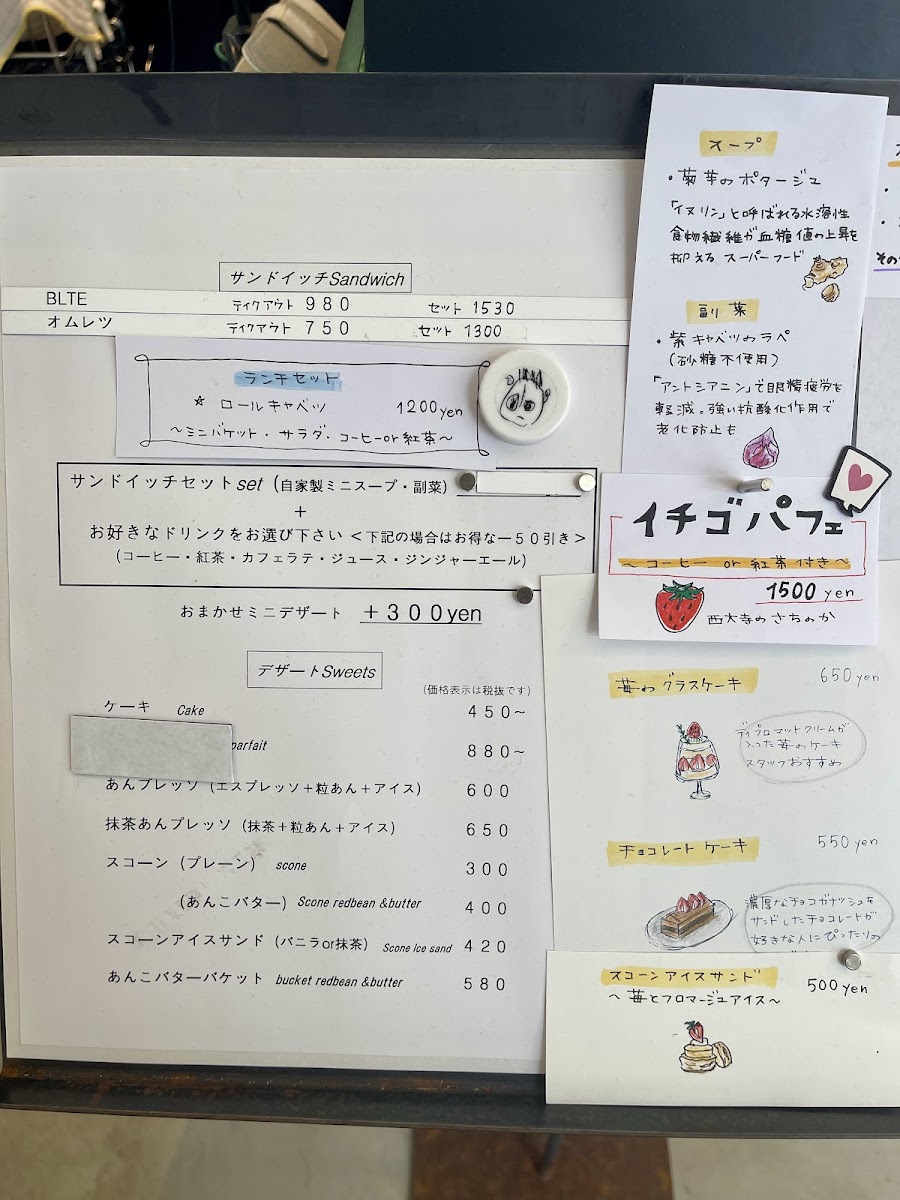 サンドイッチSandwich
BLTE テイクアウト 980 セット 1530
オムレツ テイクアウト 750 セット 1300
ランチセット
☆ ロールキャベツ 1200yen
～ミニバケット・サラダ・コーヒーor紅茶～
サンドイッチセットset (自家製ミニスープ・副菜)
+
お好きなドリンクをお選び下さい <下記の場合はお得な－50引き>
(コーヒー・紅茶・カフェラテ・ジュース・ジンジャーエール)
おまかせミニデザート +300yen
デザートSweets
(価格表示は税抜です)
ケーキ Cake 450~
parfait 880~
あんプレッソ (エスプレッソ+粒あん+アイス) 600
抹茶あんプレッソ (抹茶+粒あん+アイス) 650
スコーン (プレーン) scone 300
(あんこバター) Scone redbean &butter 400
スコーンアイスサンド (バニラor抹茶) Scone Ice sand 420
あんこバターバケット bucket redbean &butter 580
スープ
・菊芋のポタージュ
「イヌリン」と呼ばれる水溶性
食物繊維が血糖値の上昇を
抑える スーパーフード
副菜
・紫キャベツのラペ
(砂糖不使用)
「アントシアニン」で眼精疲労を
軽減。強い抗酸化作用で
老化防止も
イチゴパフェ
～コーヒー or 紅茶付き～
1500 yen
西大寺のさちのか
苺のグラスケーキ 650yen
ディプロマットクリームが
入った苺のケーキ
スタッフおすすめ
チョコレートケーキ 550yen
濃厚なチョコガナッシュを
サンドしたチョコレートが
好きな人にぴったりの
スコーンアイスサンド 500yen
～苺とフロマージュアイス～
その